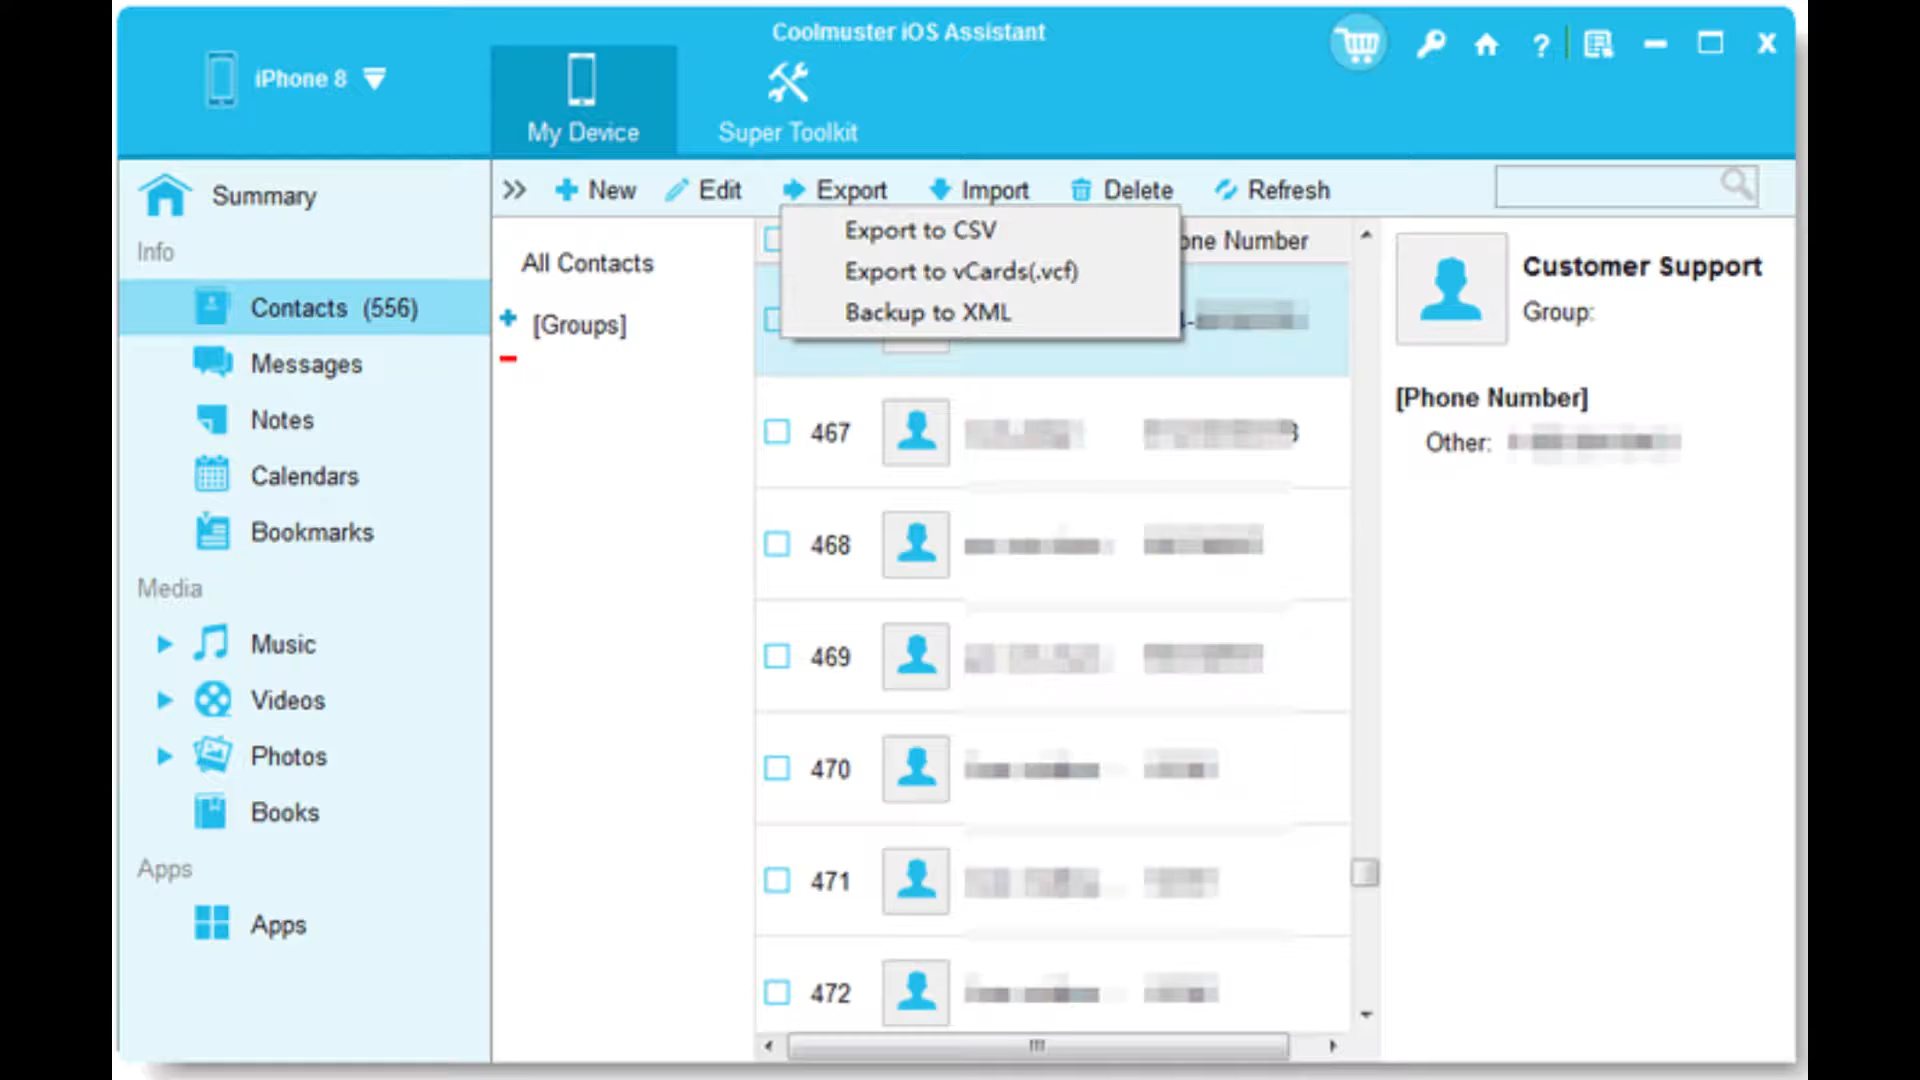 Coolmuster iOS Assistant
iPhone 8
My Device
Super Toolkit
?
Summary
Info
Contacts (556)
Messages
Notes
Calendars
Bookmarks
Media
Music
Videos
Photos
Books
Apps
Apps
New Edit Export Import Delete Refresh
Export to CSV
Export to vCards(.vcf)
Backup to XML
All Contacts
[Groups]
Number
467
468
469
470
471
472
Customer Support
Group:
[Phone Number]
Other: